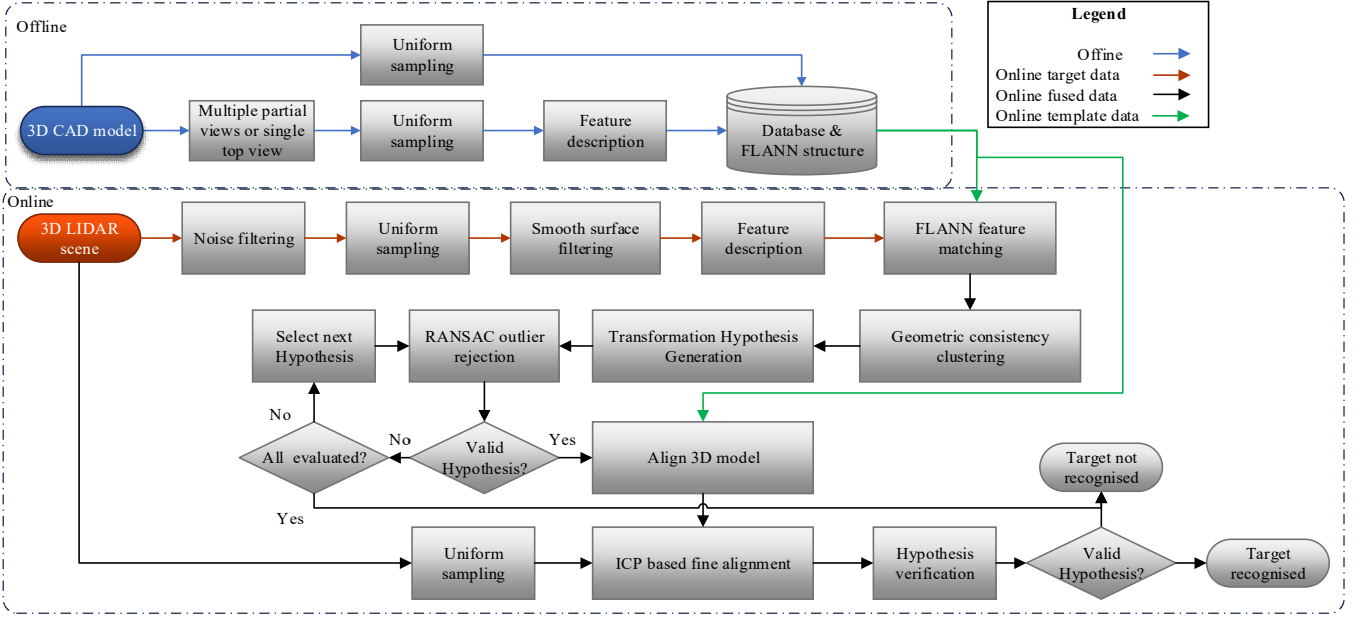 Offline
Legend
Offine
Online target data
Online fused data
Online template data
Uniform
sampling
3D CAD model
Multiple partial
views or single
top view
Uniform
sampling
Feature
description
Database &
FLANN structure
Online
3D LIDAR
scene
Noise filtering
Uniform
sampling
Smooth surface
filtering
Feature
description
FLANN feature
matching
Select next
Hypothesis
RANSAC outlier
rejection
Transformation Hypothesis
Generation
Geometric consistency
clustering
No
All evaluated?
No
Valid
Hypothesis?
Yes
Align 3D model
Target not
recognised
Yes
Uniform
sampling
ICP based fine alignment
Hypothesis
verification
Valid
Hypothesis?
Target
recognised